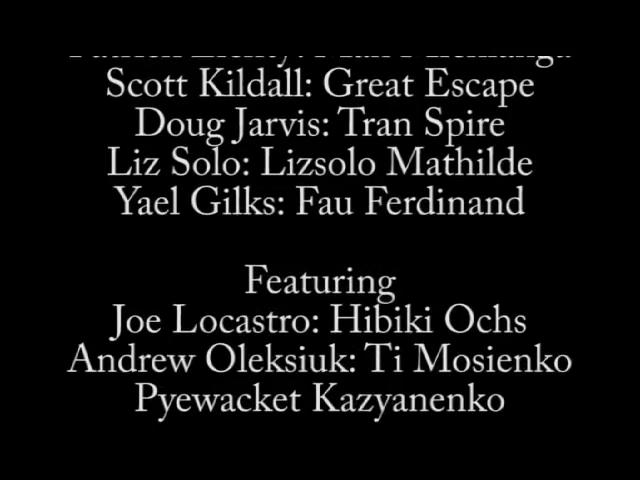 Scott Kildall: Great Escape
Doug Jarvis: Tran Spire
Liz Solo: Lizsolo Mathilde
Yael Gilks: Fau Ferdinand
Featuring
Joe Locastro: Hibiki Ochs
Andrew Oleksiuk: Ti Mosienko
Pyewacket Kazyanenko